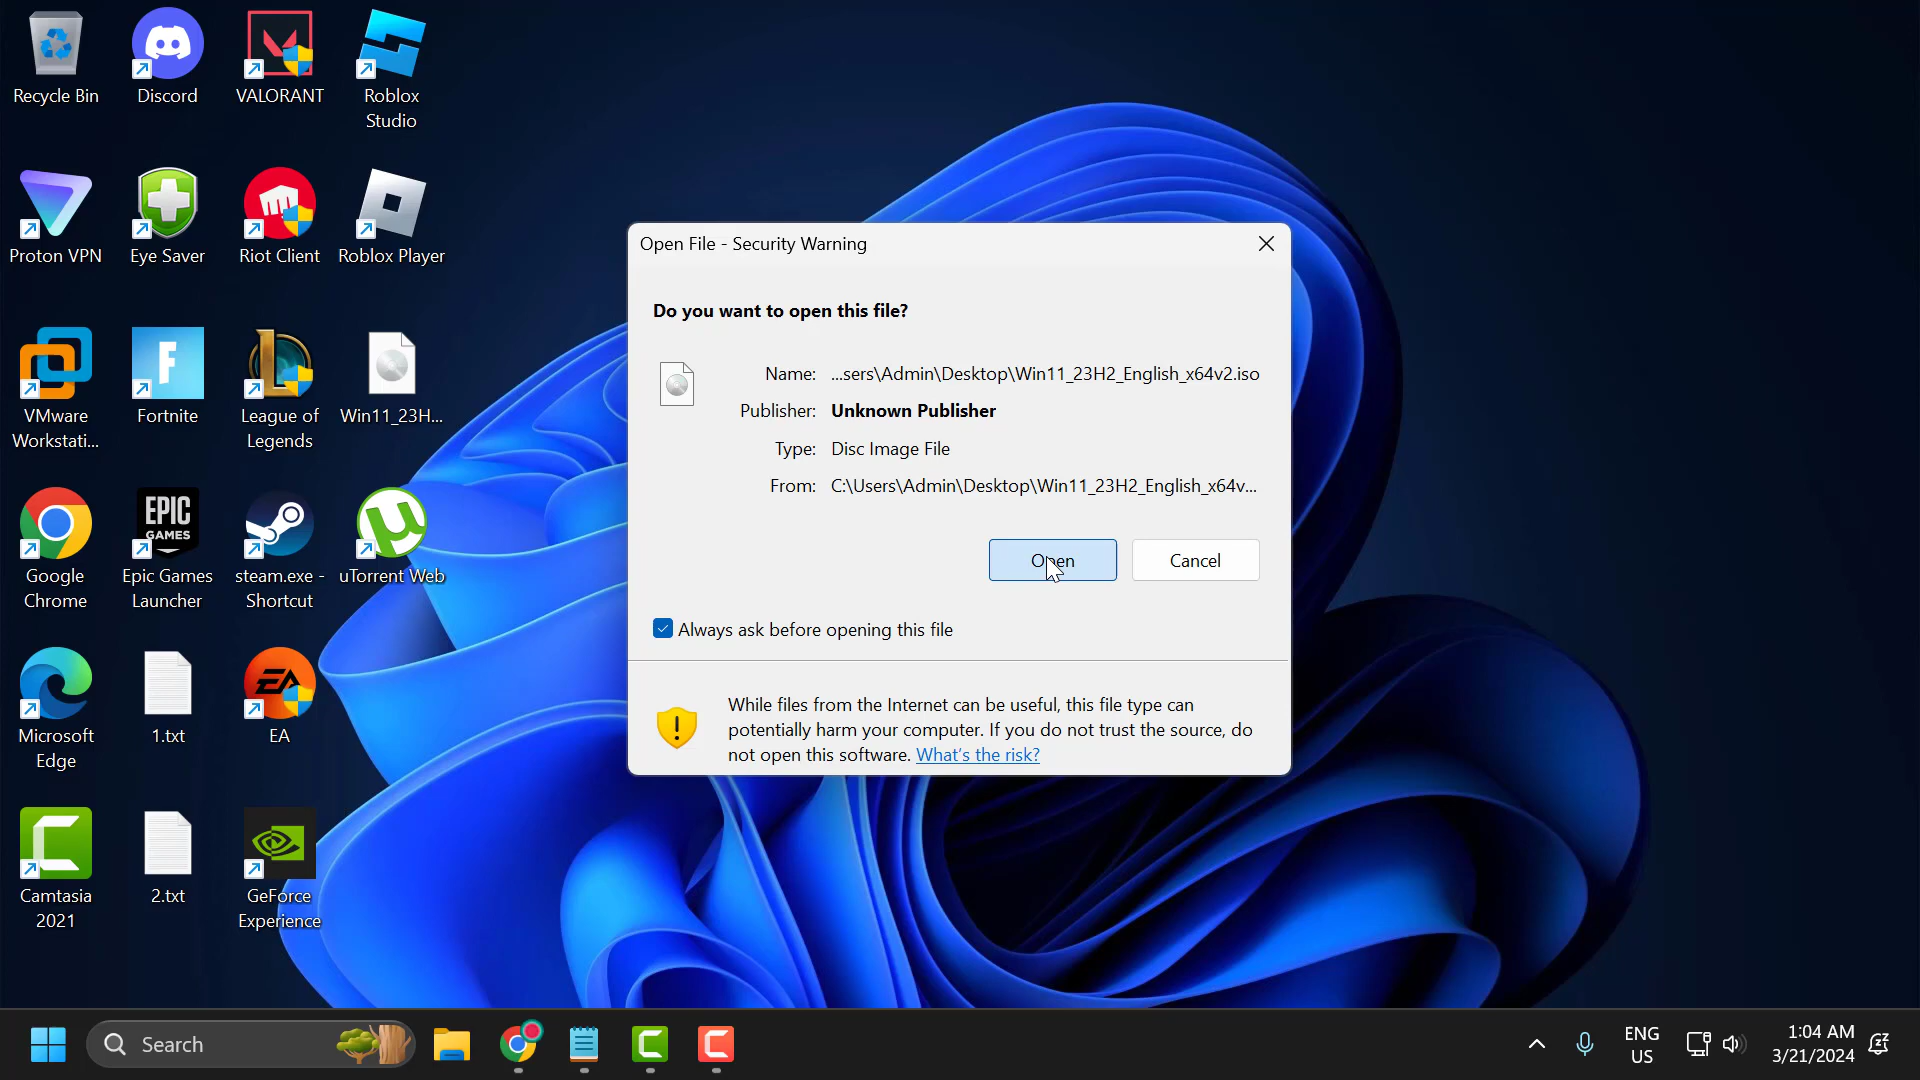 Recycle Bin
Discord
VALORANT
Roblox
Studio
Proton VPN
Eye Saver
Riot Client
Roblox Player
VMware
Workstati...
F
Fortnite
League of
Legends
Win11_23H...
Google
Chrome
EPIC
GAMES
Epic Games
Launcher
steam.exe -
Shortcut
uTorrent Web
Microsoft
Edge
1.txt
EA
EA
Camtasia
2021
2.txt
GeForce
Experience
Open File - Security Warning
Do you want to open this file?
Name: ...sers\Admin\Desktop\Win11_23H2_English_x64v2.iso
Publisher: Unknown Publisher
Type: Disc Image File
From: C:\Users\Admin\Desktop\Win11_23H2_English_x64v...
Open
Cancel
Always ask before opening this file
While files from the Internet can be useful, this file type can
potentially harm your computer. If you do not trust the source, do
not open this software. What's the risk?
Search
ENG
US
1:04 AM
3/21/2024